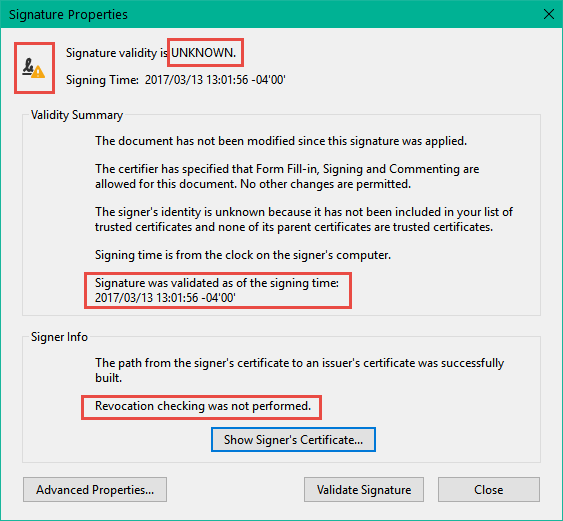 Signature Properties
Signature validity is UNKNOWN.
Signing Time: 2017/03/13 13:01:56 -04'00'
Validity Summary
The document has not been modified since this signature was applied.
The certifier has specified that Form Fill-in, Signing and Commenting are
allowed for this document. No other changes are permitted.
The signer's identity is unknown because it has not been included in your list of
trusted certificates and none of its parent certificates are trusted certificates.
Signing time is from the clock on the signer's computer.
Signature was validated as of the signing time:
2017/03/13 13:01:56 -04'00'
Signer Info
The path from the signer's certificate to an issuer's certificate was successfully
built.
Revocation checking was not performed.
Show Signer's Certificate...
Advanced Properties...
Validate Signature
Close